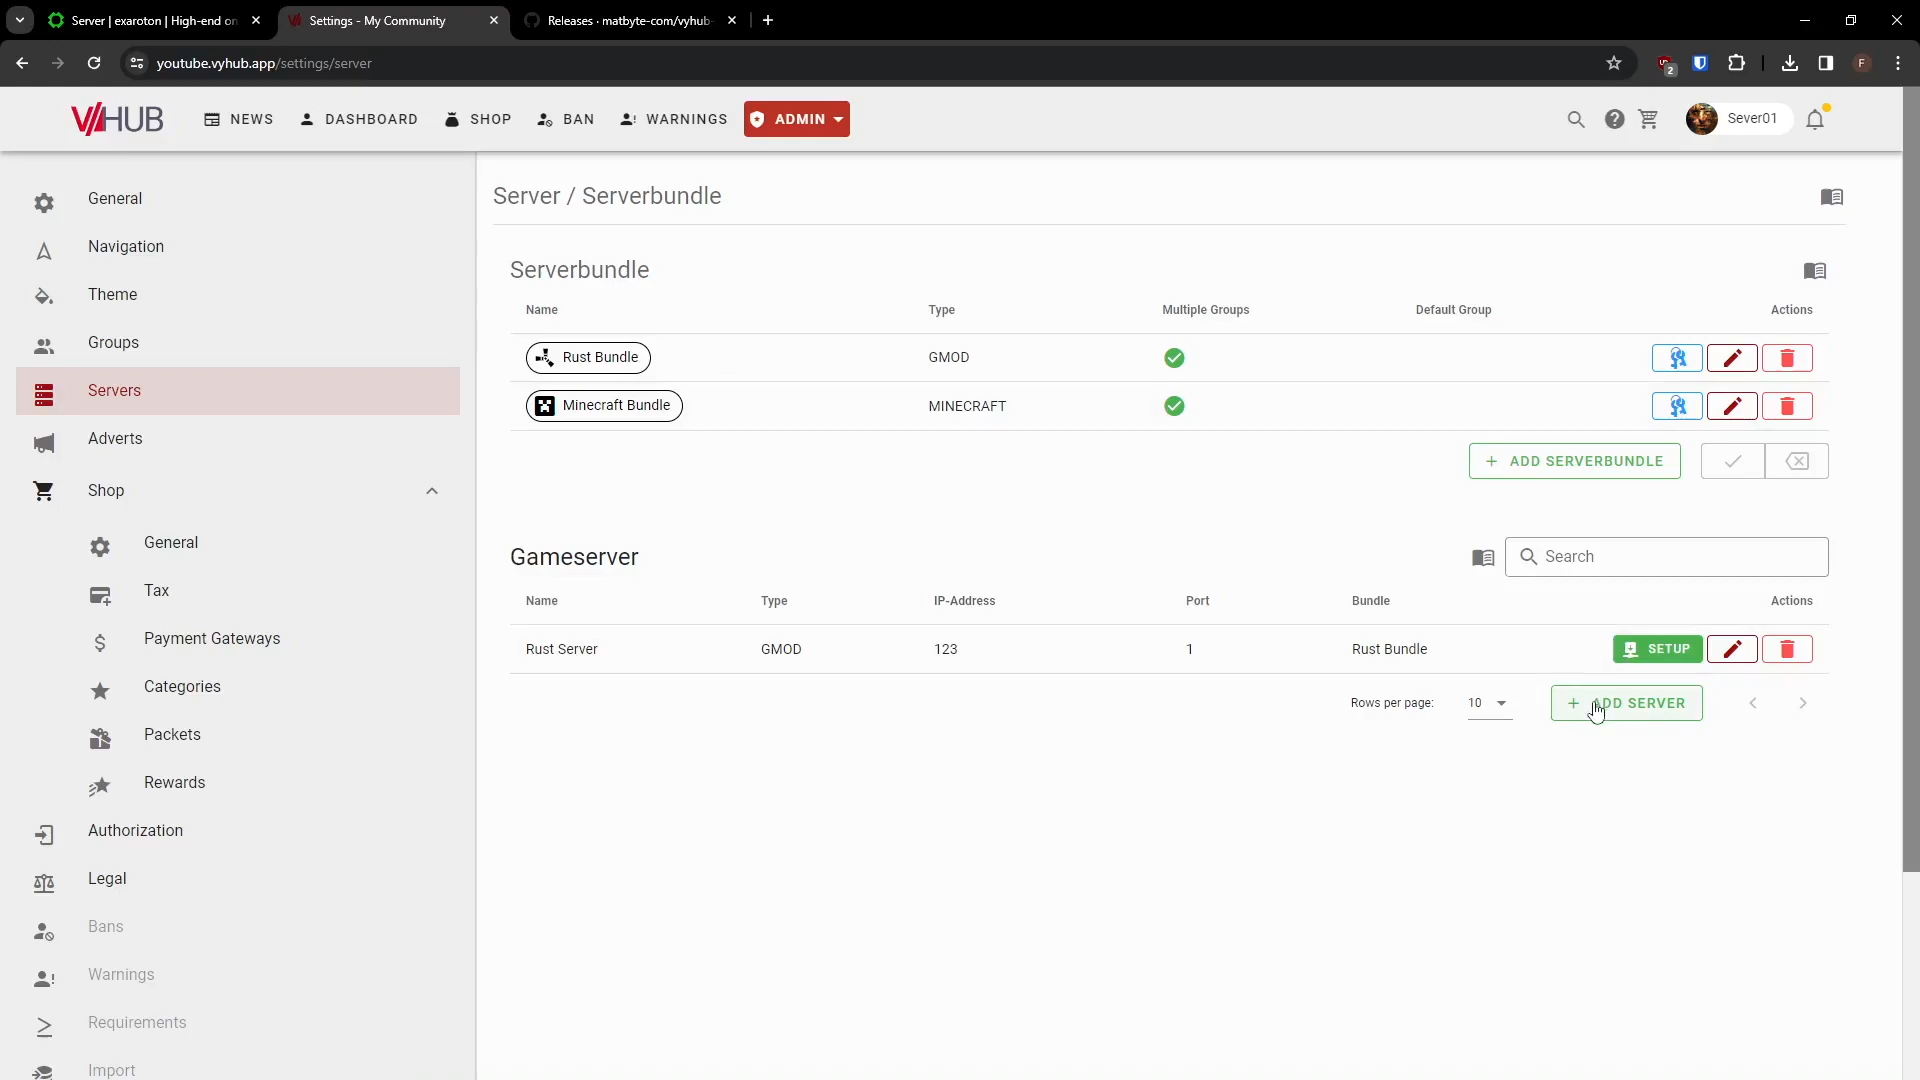 Server | exaroton | High-end on
Settings - My Community
Releases · matbyte-com/vyhub-
youtube.vyhub.app/settings/server
2
F
VYHUB
NEWS
DASHBOARD
SHOP
BAN
WARNINGS
ADMIN
Sever01
General
Navigation
Theme
Groups
Servers
Adverts
Shop
General
Tax
Payment Gateways
Categories
Packets
Rewards
Authorization
Legal
Bans
Warnings
Requirements
Import
Server / Serverbundle
Serverbundle
Name Type Multiple Groups Default Group Actions
Rust Bundle GMOD
Minecraft Bundle MINECRAFT
+ ADD SERVERBUNDLE
Gameserver
Search
Name Type IP-Address Port Bundle Actions
Rust Server GMOD 123 1 Rust Bundle SETUP
Rows per page: 10 + ADD SERVER